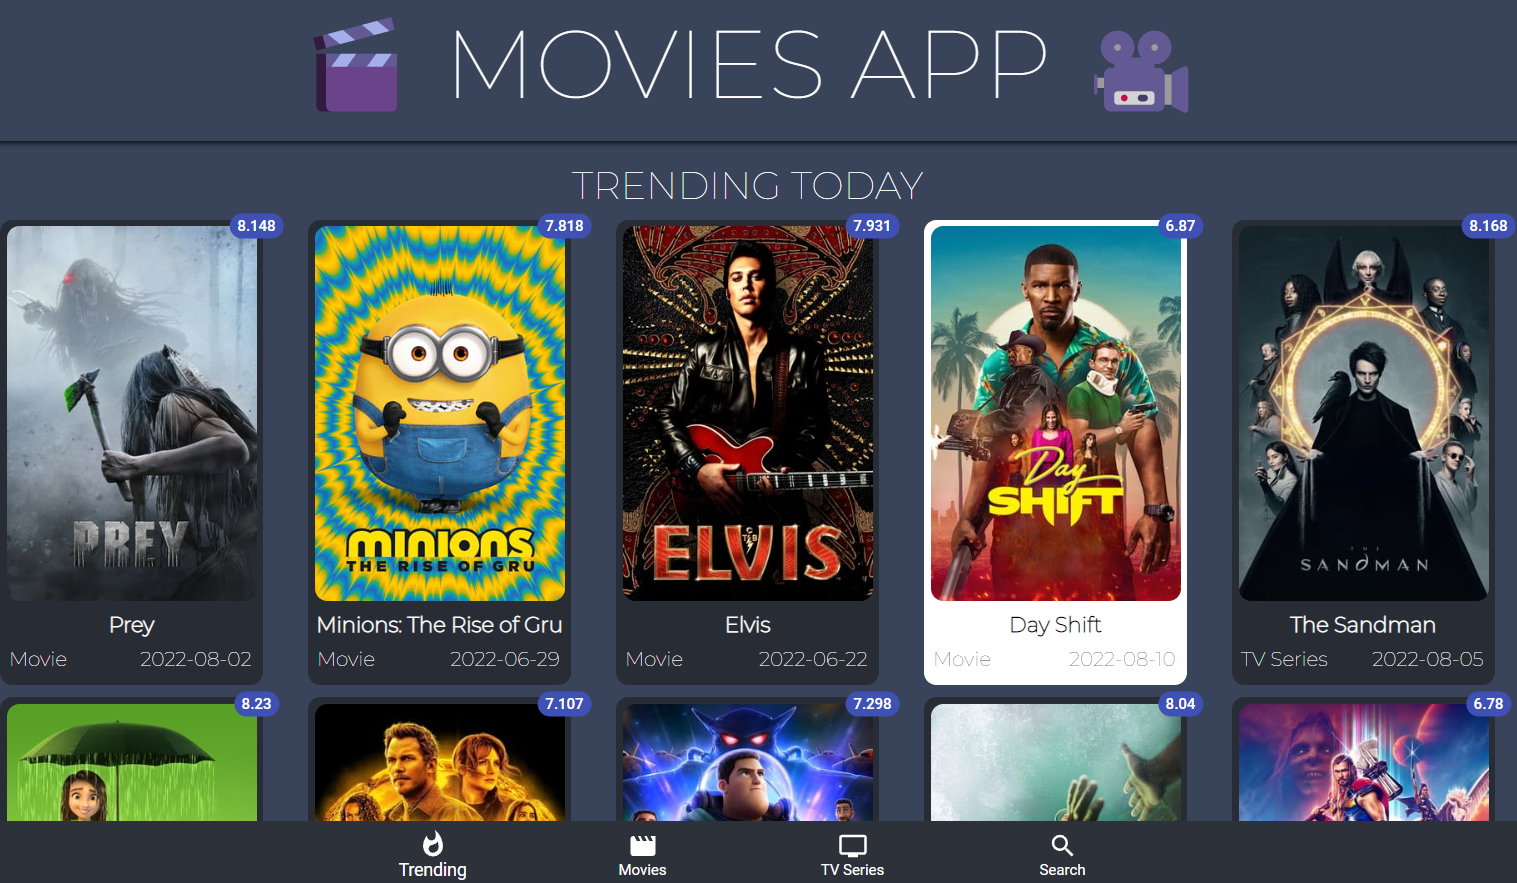 MOVIES APP
TRENDING TODAY
8.148
7.818
7.931
6.87
8.168
PREY
MINIONS
THE RISE OF GRU
ELVIS
TCB
Day
SHIFT
THE
SANDMAN
Prey
Minions: The Rise of Gru
Elvis
Day Shift
The Sandman
Movie 2022-08-02
Movie 2022-06-29
Movie 2022-06-22
Movie 2022-08-10
TV Series 2022-08-05
8.23
7.107
7.298
8.04
6.78
Trending
Movies
TV Series
Search